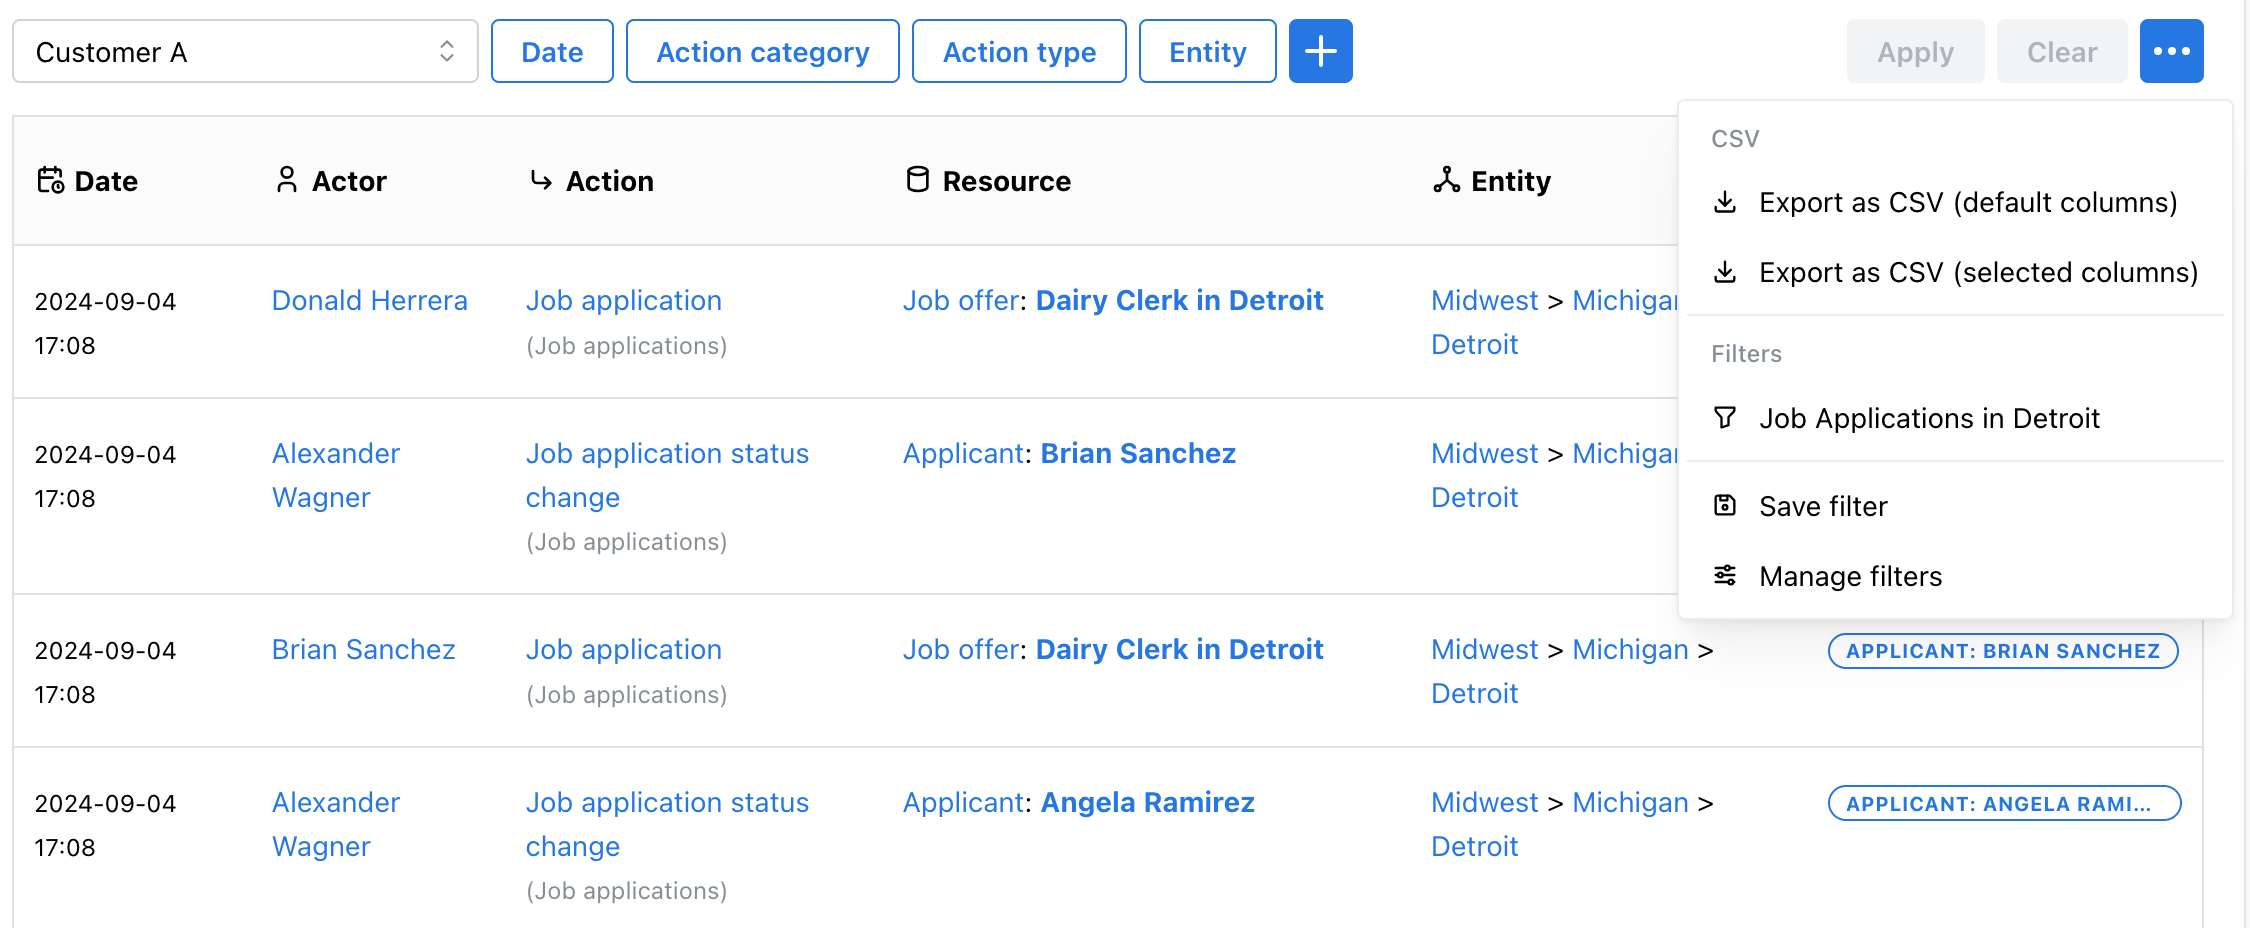 Customer A
Date
Action category
Action type
Entity
Apply
Clear
CSV
Export as CSV (default columns)
Export as CSV (selected columns)
Filters
Job Applications in Detroit
Save filter
Manage filters
Date
Actor
Action
Resource
Entity
2024-09-04
17:08
Donald Herrera
Job application
(Job applications)
Job offer: Dairy Clerk in Detroit
Midwest > Michigan
Detroit
2024-09-04
17:08
Alexander
Wagner
Job application status
change
(Job applications)
Applicant: Brian Sanchez
Midwest > Michigan
Detroit
2024-09-04
17:08
Brian Sanchez
Job application
(Job applications)
Job offer: Dairy Clerk in Detroit
Midwest > Michigan >
Detroit
APPLICANT: BRIAN SANCHEZ
2024-09-04
17:08
Alexander
Wagner
Job application status
change
(Job applications)
Applicant: Angela Ramirez
Midwest > Michigan >
Detroit
APPLICANT: ANGELA RAMI...